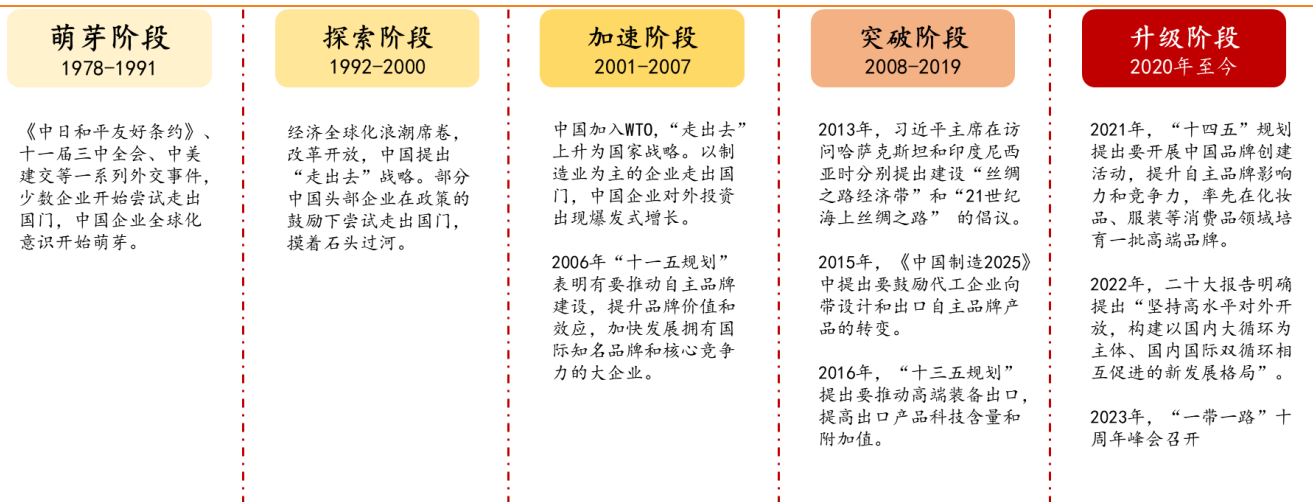 萌芽阶段
1978-1991
《中日和平友好条约》、
十一届三中全会、中美
建交等一系列外交事件，
少数企业开始尝试走出
国门，中国企业全球化
意识开始萌芽。
探索阶段
1992-2000
经济全球化浪潮席卷，
改革开放，中国提出
“走出去”战略。部分
中国头部企业在政策的
鼓励下尝试走出国门，
摸着石头过河。
加速阶段
2001-2007
中国加入WTO，“走出去”
上升为国家战略。以制
造业为主的企业走出国
门，中国企业对外投资
出现爆发式增长。
2006年“十一五规划”
表明有要推动自主品牌
建设，提升品牌价值和
效应，加快发展拥有国
际知名品牌和核心竞争
力的大企业。
突破阶段
2008-2019
2013年，习近平主席在访
问哈萨克斯坦和印度尼西
亚时分别提出建设“丝绸
之路经济带”和“21世纪
海上丝绸之路” 的倡议。
2015年，《中国制造2025》
中提出要鼓励代工企业向
带设计和出口自主品牌产
品的转变。
2016年，“十三五规划”
提出要推动高端装备出口，
提高出口产品科技含量和
附加值。
升级阶段
2020年至今
2021年，“十四五”规划
提出要开展中国品牌创建
活动，提升自主品牌影响
力和竞争力，率先在化妆
品、服装等消费品领域培
育一批高端品牌。
2022年，二十大报告明确
提出“坚持高水平对外开
放，构建以国内大循环为
主体、国内国际双循环相
互促进的新发展格局”。
2023年，“一带一路”十
周年峰会召开